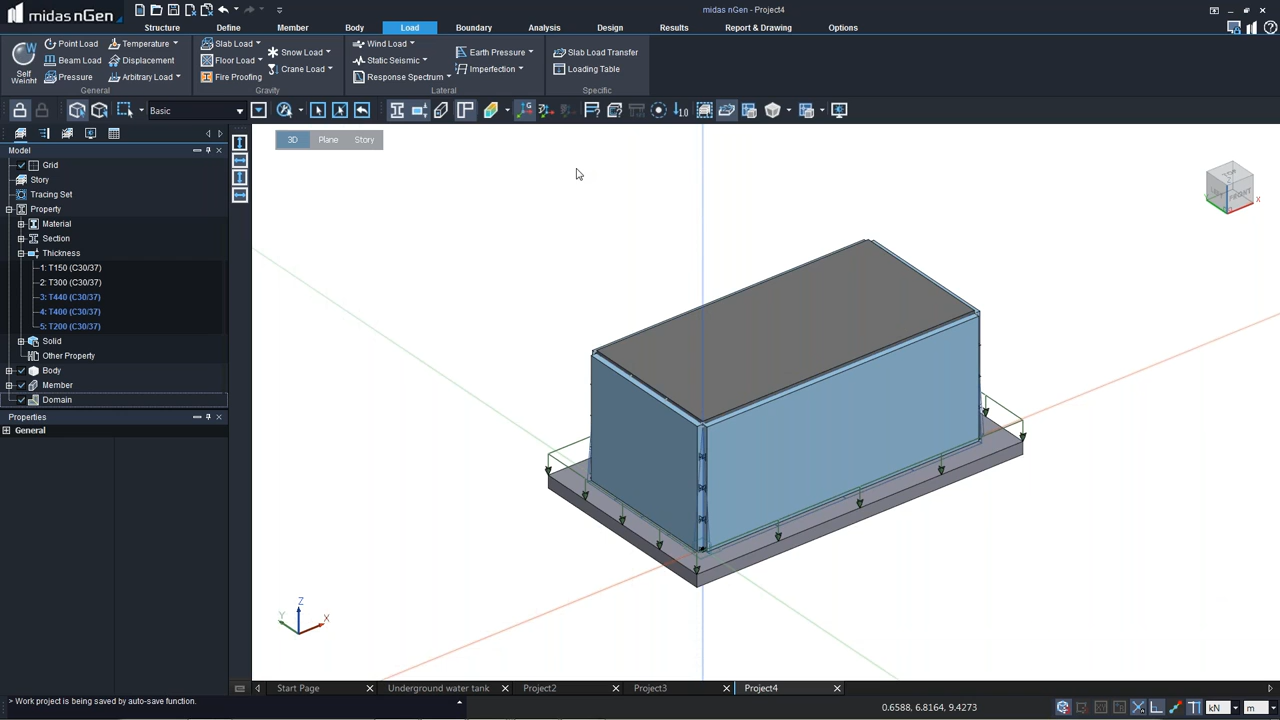 midas nGen
midas nGen - Project4
Structure Define Member Body Load Boundary Analysis Design Results Report & Drawing Options
Self Weight
Point Load Temperature
Beam Load Displacement
Pressure Arbitrary Load
General
Slab Load Snow Load
Floor Load Crane Load
Fire Proofing
Gravity
Wind Load Earth Pressure
Static Seismic Imperfection
Response Spectrum
Lateral
Slab Load Transfer
Loading Table
Specific
Basic
1.0
Model
3D Plane Story
Grid
Story
Tracing Set
Property
Material
Section
Thickness
1: T150 (C30/37)
2: T300 (C30/37)
3: T440 (C30/37)
4: T400 (C30/37)
5: T200 (C30/37)
Solid
Other Property
Body
Member
Domain
Properties
General
TOP
LEFT FRONT
X
Z
Y X
Start Page Underground water tank Project2 Project3 Project4
> Work project is being saved by auto-save function.
0.6588, 6.8164, 9.4273
kN m